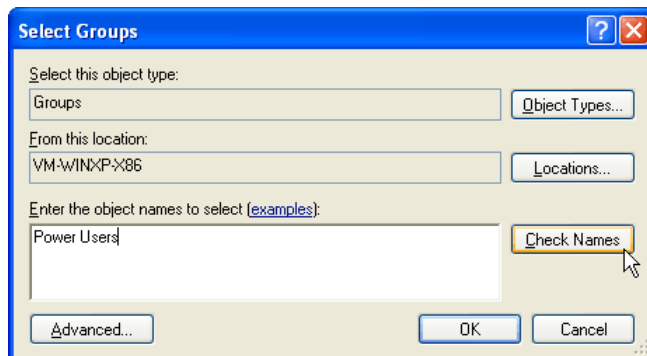 Select Groups
Select this object type:
Groups
Object Types...
From this location:
VM-WINXP-X86
Locations...
Enter the object names to select (examples):
Power Users
Check Names
Advanced...
OK
Cancel